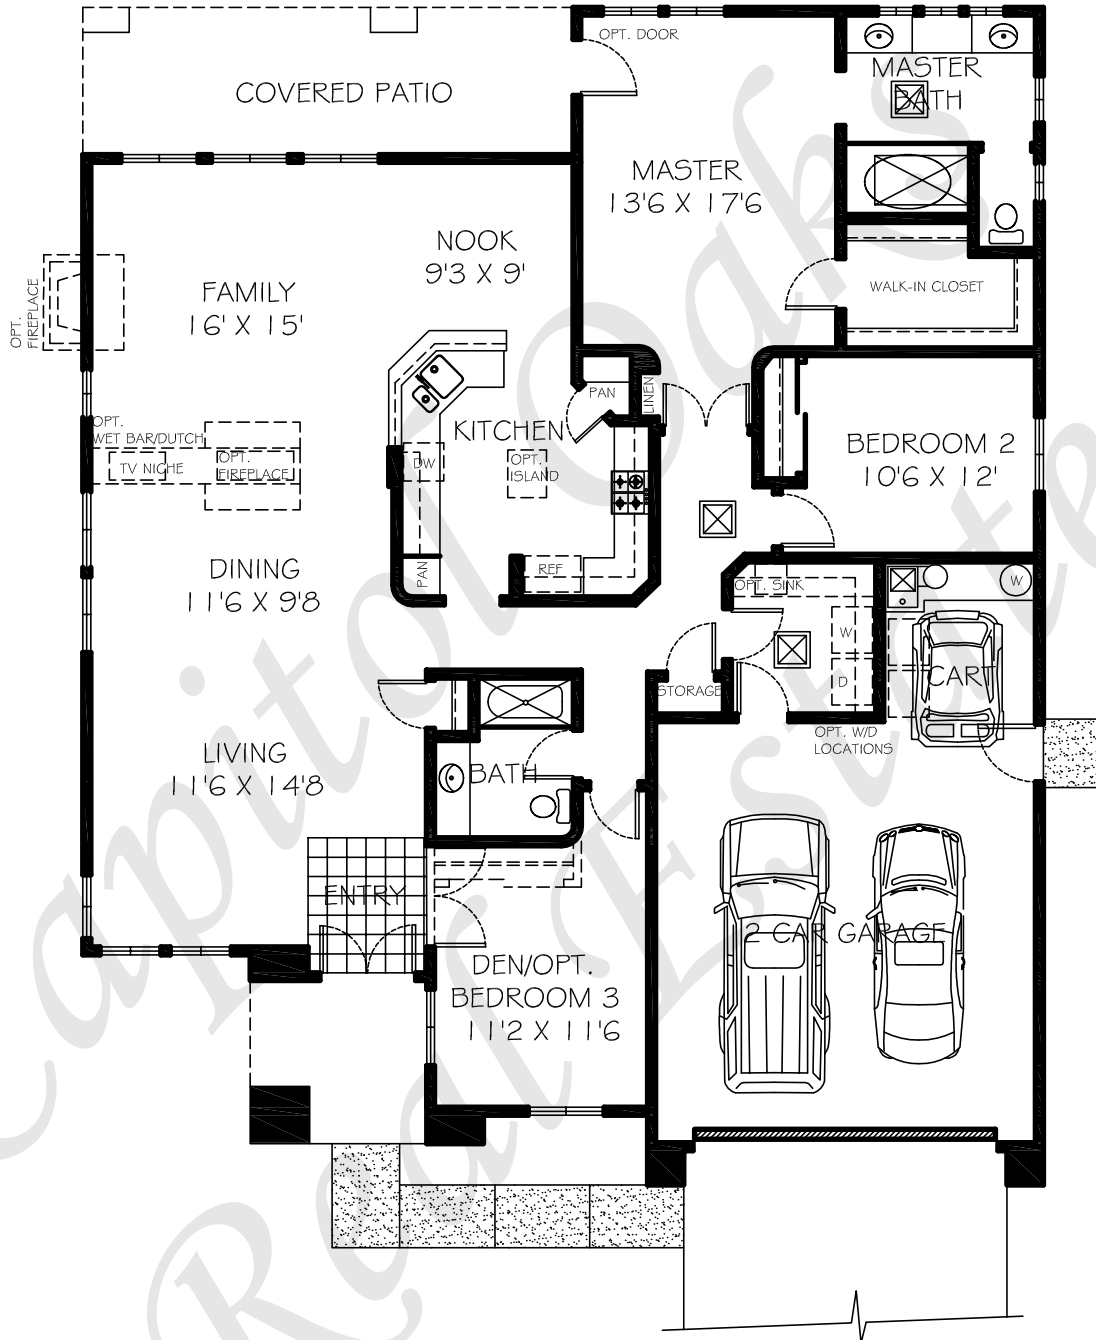 OPT. DOOR
MASTER
BATH
COVERED PATIO
MASTER
13'6 X 17'6
NOOK
9'3 X 9'
WALK-IN CLOSET
FAMILY
16' X 15'
OPT.
FIREPLACE
PAN
LINEN
OPT.
WET BAR/DUTCH
TV NICHE
OPT.
FIREPLACE
KITCHEN
DW
OPT.
ISLAND
BEDROOM 2
10'6 X 12'
DINING
11'6 X 9'8
PAN
REF
OPT. SINK
W
W
D
CART
STORAGE
OPT. W/D
LOCATIONS
LIVING
11'6 X 14'8
BATH
ENTRY
2 CAR GARAGE
DEN/OPT.
BEDROOM 3
11'2 X 11'6
Capitol Oaks
Real Estate